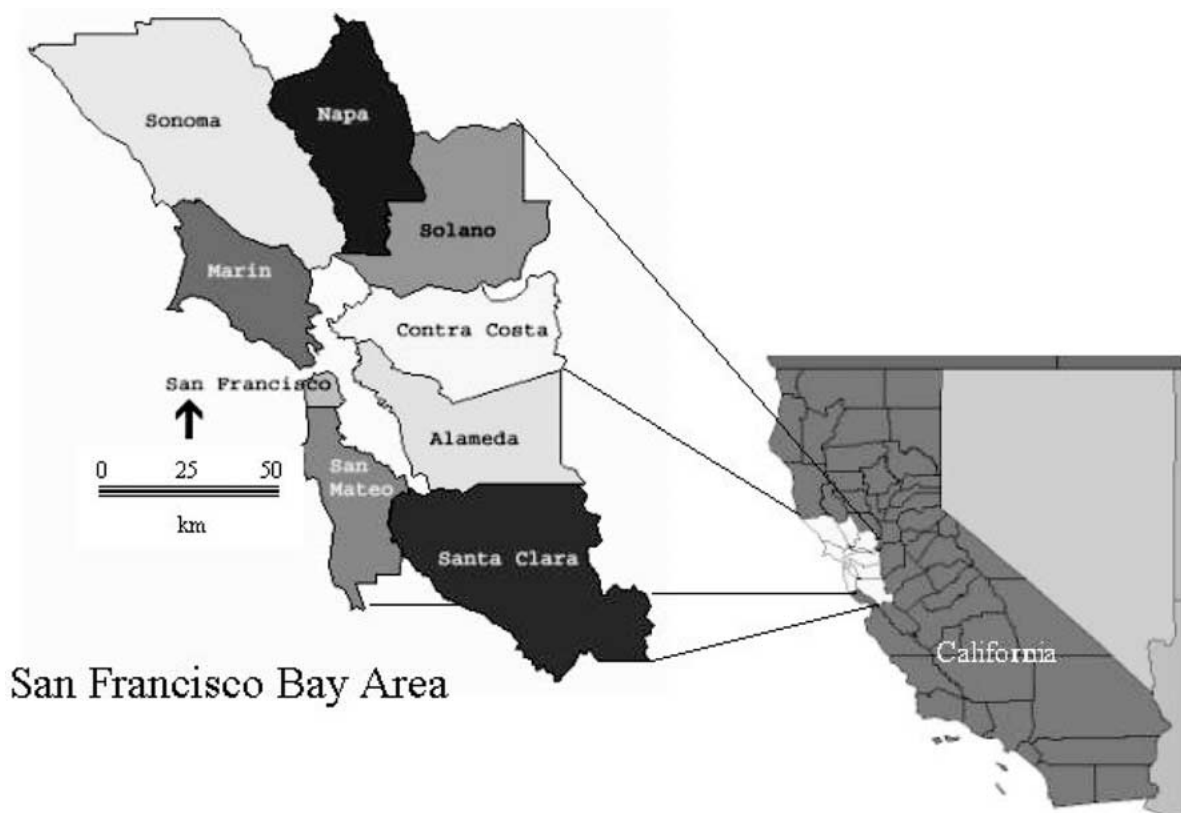 Sonoma
Napa
Solano
Marin
Contra Costa
San Francisco
Alameda
0 25 50
km
San
Mateo
Santa Clara
California
San Francisco Bay Area